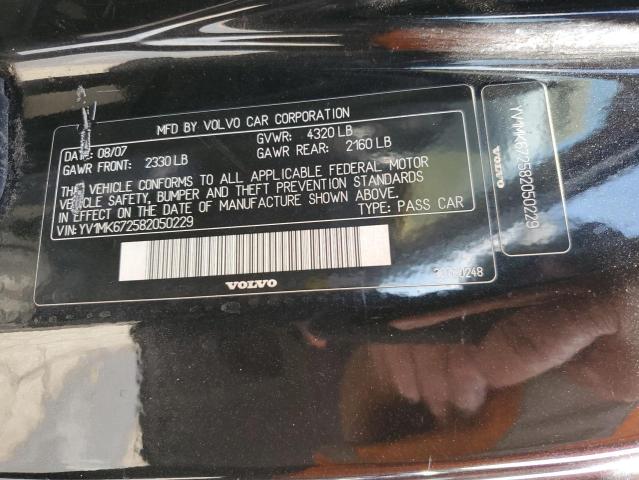 MFD BY VOLVO CAR CORPORATION
DATE: 08/07 GVWR: 4320 LB
GAWR FRONT: 2330 LB GAWR REAR: 2160 LB
THIS VEHICLE CONFORMS TO ALL APPLICABLE FEDERAL MOTOR
VEHICLE SAFETY, BUMPER AND THEFT PREVENTION STANDARDS
IN EFFECT ON THE DATE OF MANUFACTURE SHOWN ABOVE.
VIN: YV1MK672582050229 TYPE: PASS CAR
VOLVO
YV1MK672582050229
VOLVO